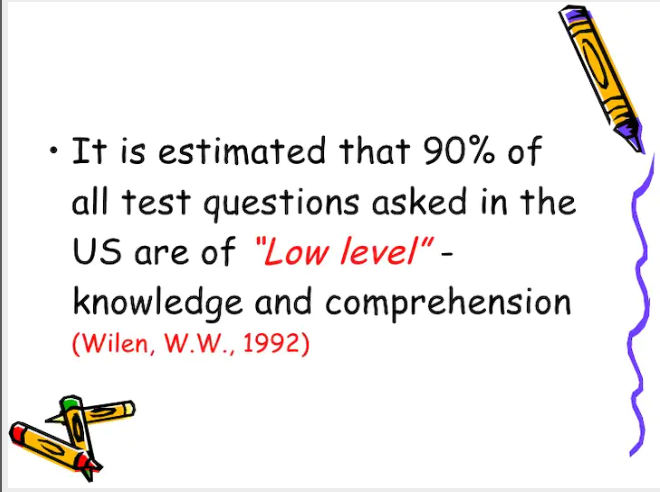 • It is estimated that 90% of
all test questions asked in the
US are of "Low level" -
knowledge and comprehension
(Wilen, W.W., 1992)